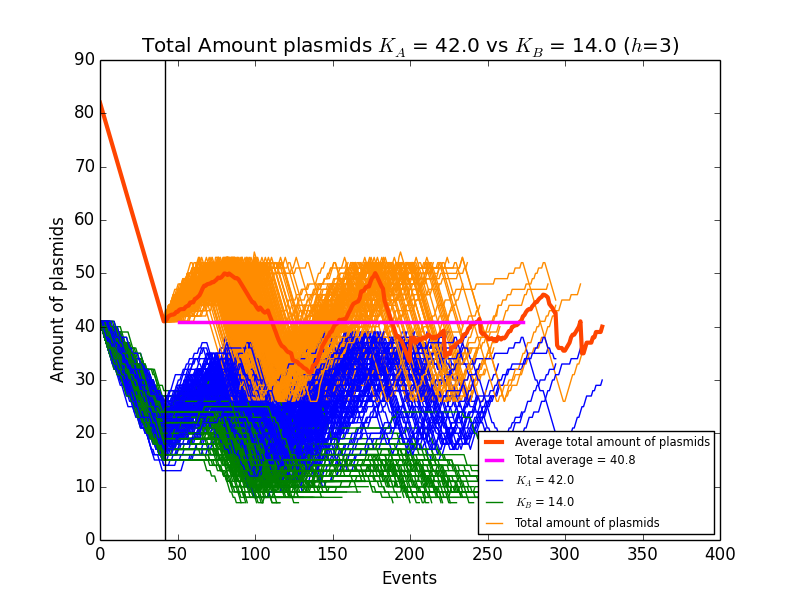 Total Amount plasmids K_A = 42.0 vs K_B = 14.0 (h=3)
90
80
70
60
50
40
30
20
10
0
Amount of plasmids
Average total amount of plasmids
Total average = 40.8
K_A = 42.0
K_B = 14.0
Total amount of plasmids
0 50 100 150 200 250 300 350 400
Events